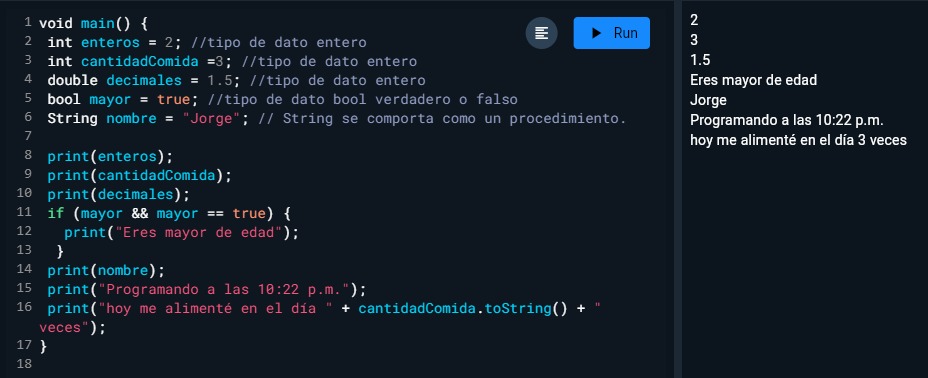 1 void main() {
2 int enteros = 2; //tipo de dato entero
3 int cantidadComida =3; //tipo de dato entero
4 double decimales = 1.5; //tipo de dato entero
5 bool mayor = true; //tipo de dato bool verdadero o falso
6 String nombre = "Jorge"; // String se comporta como un procedimiento.
7
8 print(enteros);
9 print(cantidadComida);
10 print(decimales);
11 if (mayor && mayor == true) {
12 print("Eres mayor de edad");
13 }
14 print(nombre);
15 print("Programando a las 10:22 p.m.");
16 print("hoy me alimenté en el día " + cantidadComida.toString() + "
veces");
17 }
18
Run
2
3
1.5
Eres mayor de edad
Jorge
Programando a las 10:22 p.m.
hoy me alimenté en el día 3 veces